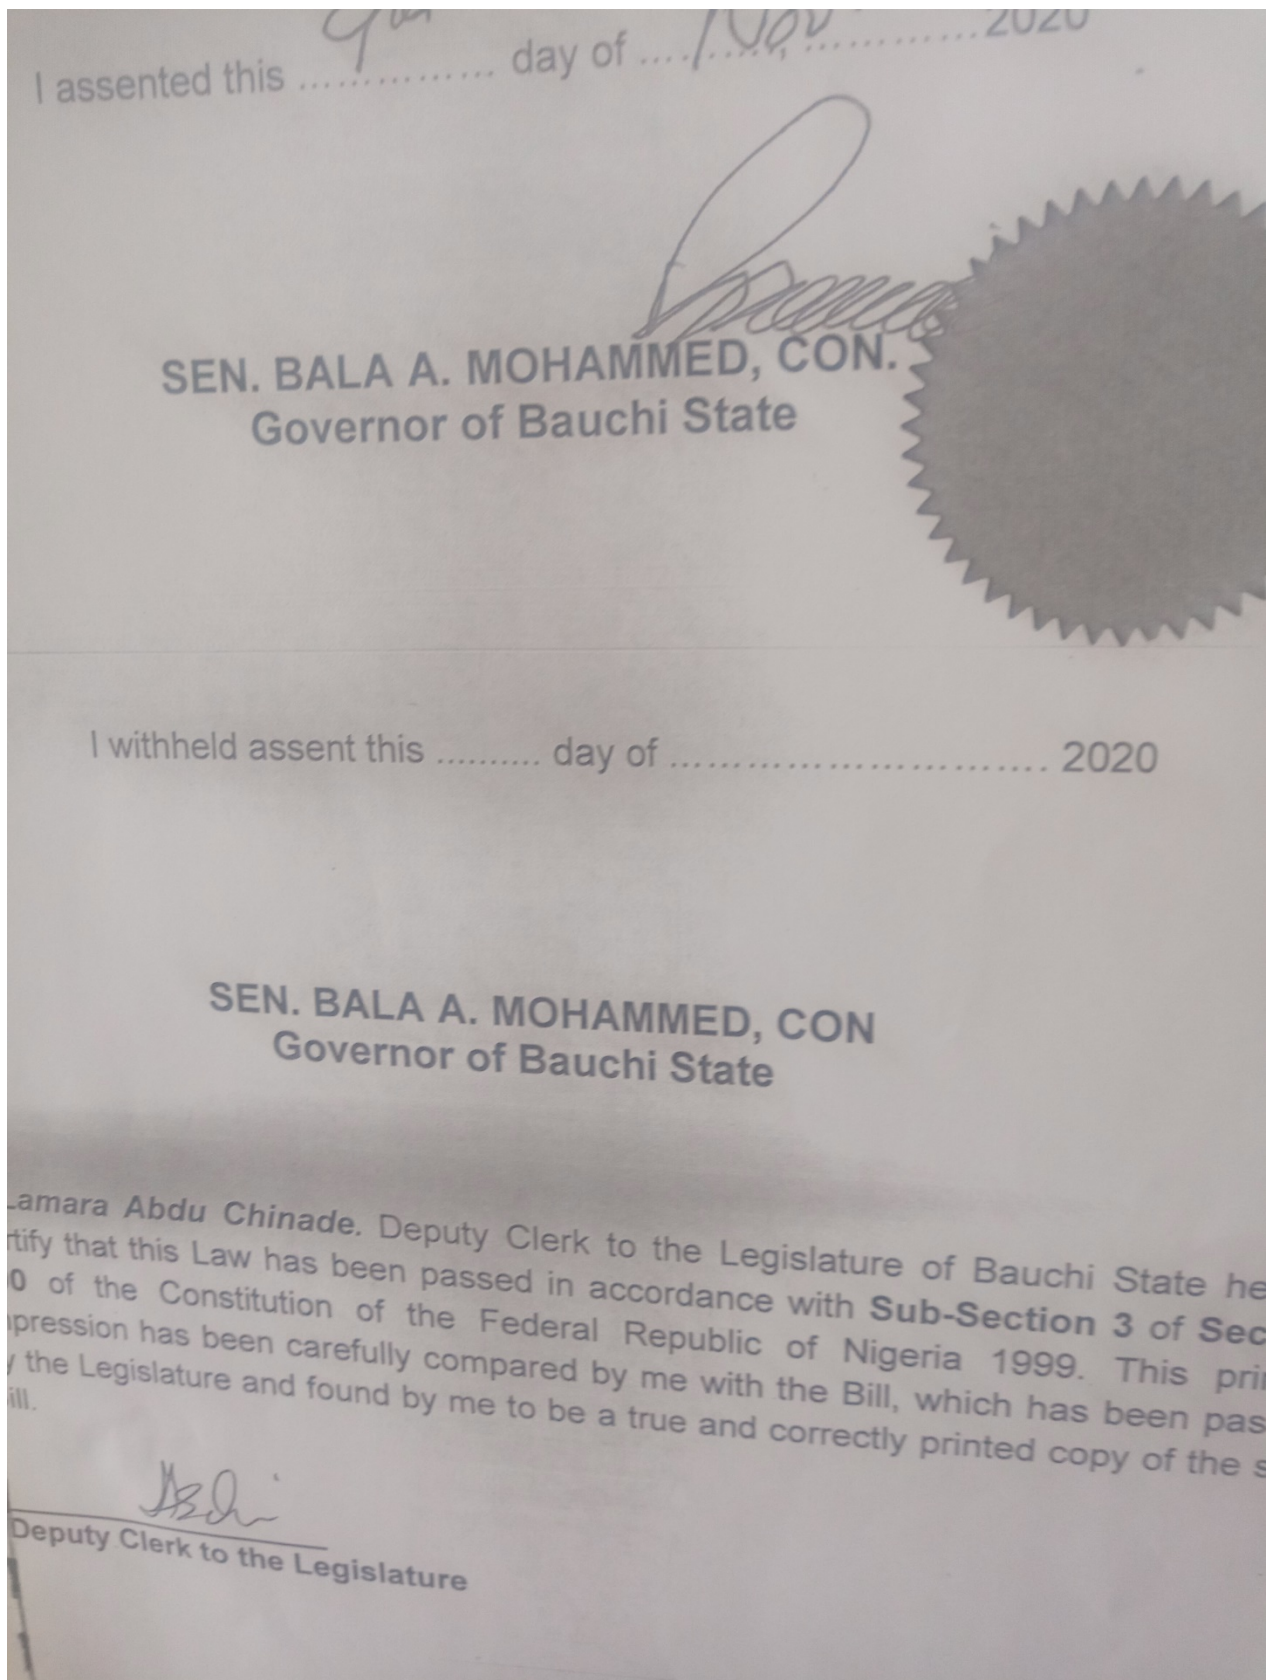 I assented this ............... day of ....Nov, ............2020
SEN. BALA A. MOHAMMED, CON.
Governor of Bauchi State
I withheld assent this .......... day of ............................ 2020
SEN. BALA A. MOHAMMED, CON
Governor of Bauchi State
Lamara Abdu Chinade. Deputy Clerk to the Legislature of Bauchi State he
rtify that this Law has been passed in accordance with Sub-Section 3 of Sec
0 of the Constitution of the Federal Republic of Nigeria 1999. This pri
pression has been carefully compared by me with the Bill, which has been pas
y the Legislature and found by me to be a true and correctly printed copy of the s
ill.
Deputy Clerk to the Legislature